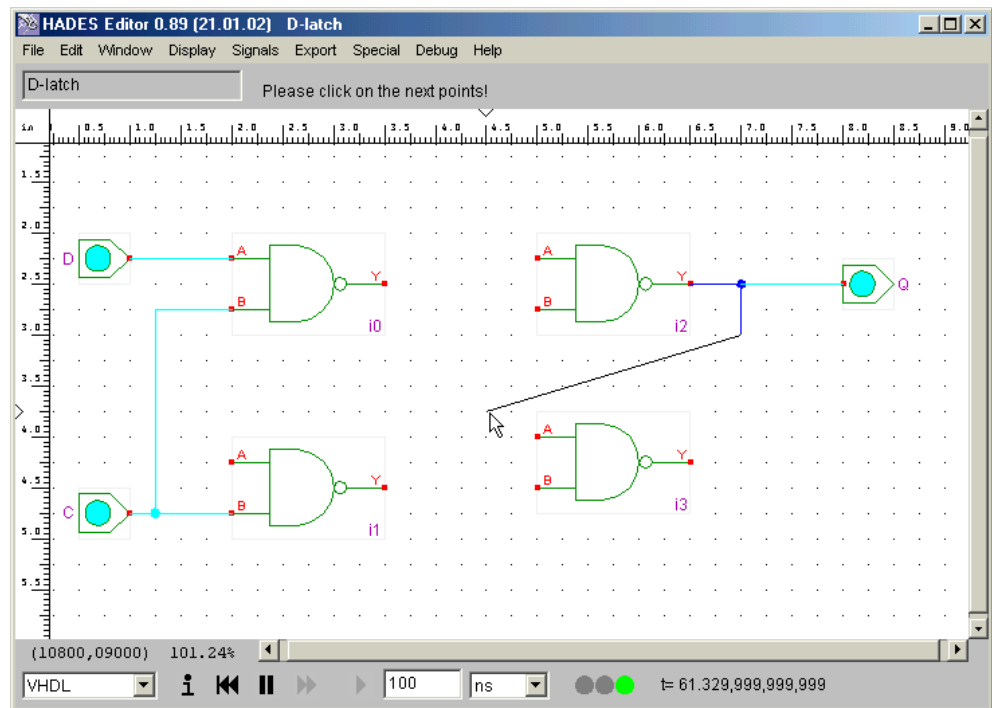 HADES Editor 0.89 (21.01.02) D-latch
File Edit Window Display Signals Export Special Debug Help
D-latch
Please click on the next points!
in 0.5 1.0 1.5 2.0 2.5 3.0 3.5 4.0 4.5 5.0 5.5 6.0 6.5 7.0 7.5 8.0 8.5 9.0
1.5
2.0
A A
D Y Y Q
2.5
B B
3.0 i0 i2
3.5
4.0 A
A Y
4.5 Y B
B i3
C
5.0 i1
5.5
(10800,09000) 101.24%
VHDL i 100 ns t= 61.329,999,999,999